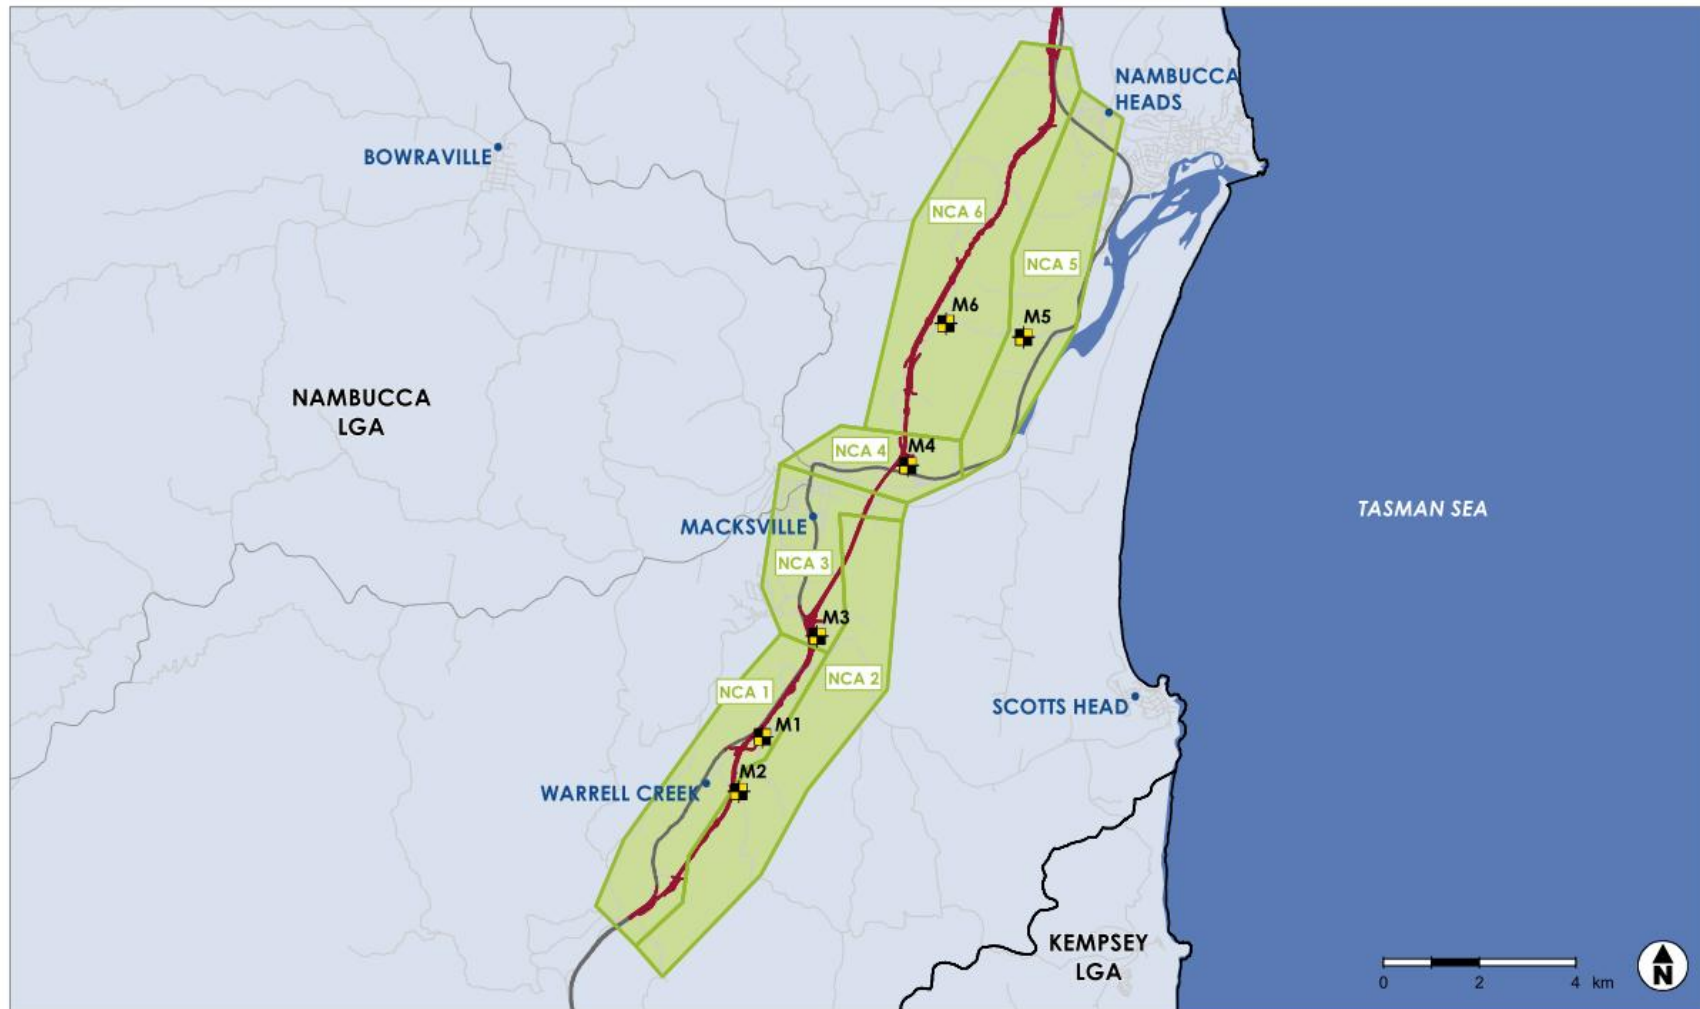 NAMBUCCA
HEADS
BOWRAVILLE
NCA 6
NCA 5
M6
M5
NAMBUCCA
LGA
M4
NCA 4
TASMAN SEA
MACKSVILLE
NCA 3
M3
NCA 2
NCA 1
SCOTTS HEAD
M1
M2
WARRELL CREEK
KEMPSEY
LGA
0 2 4 km
N